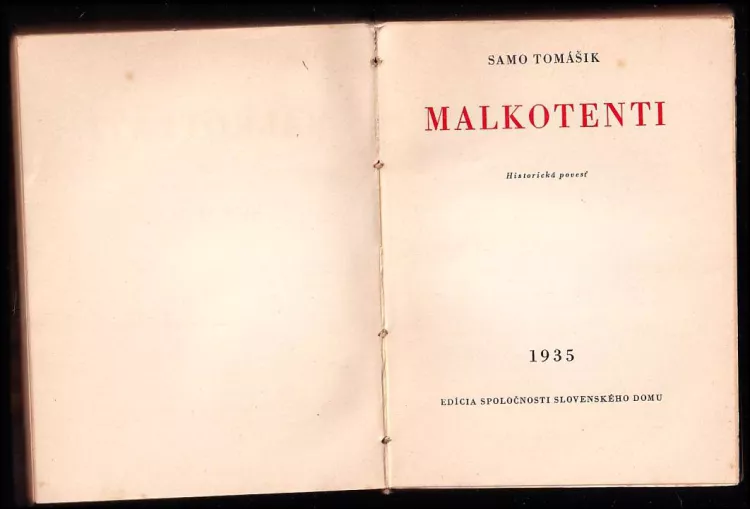 SAMO TOMÁŠIK
MALKOTENTI
Historická povesť
1935
EDÍCIA SPOLOČNOSTI SLOVENSKÉHO DOMU